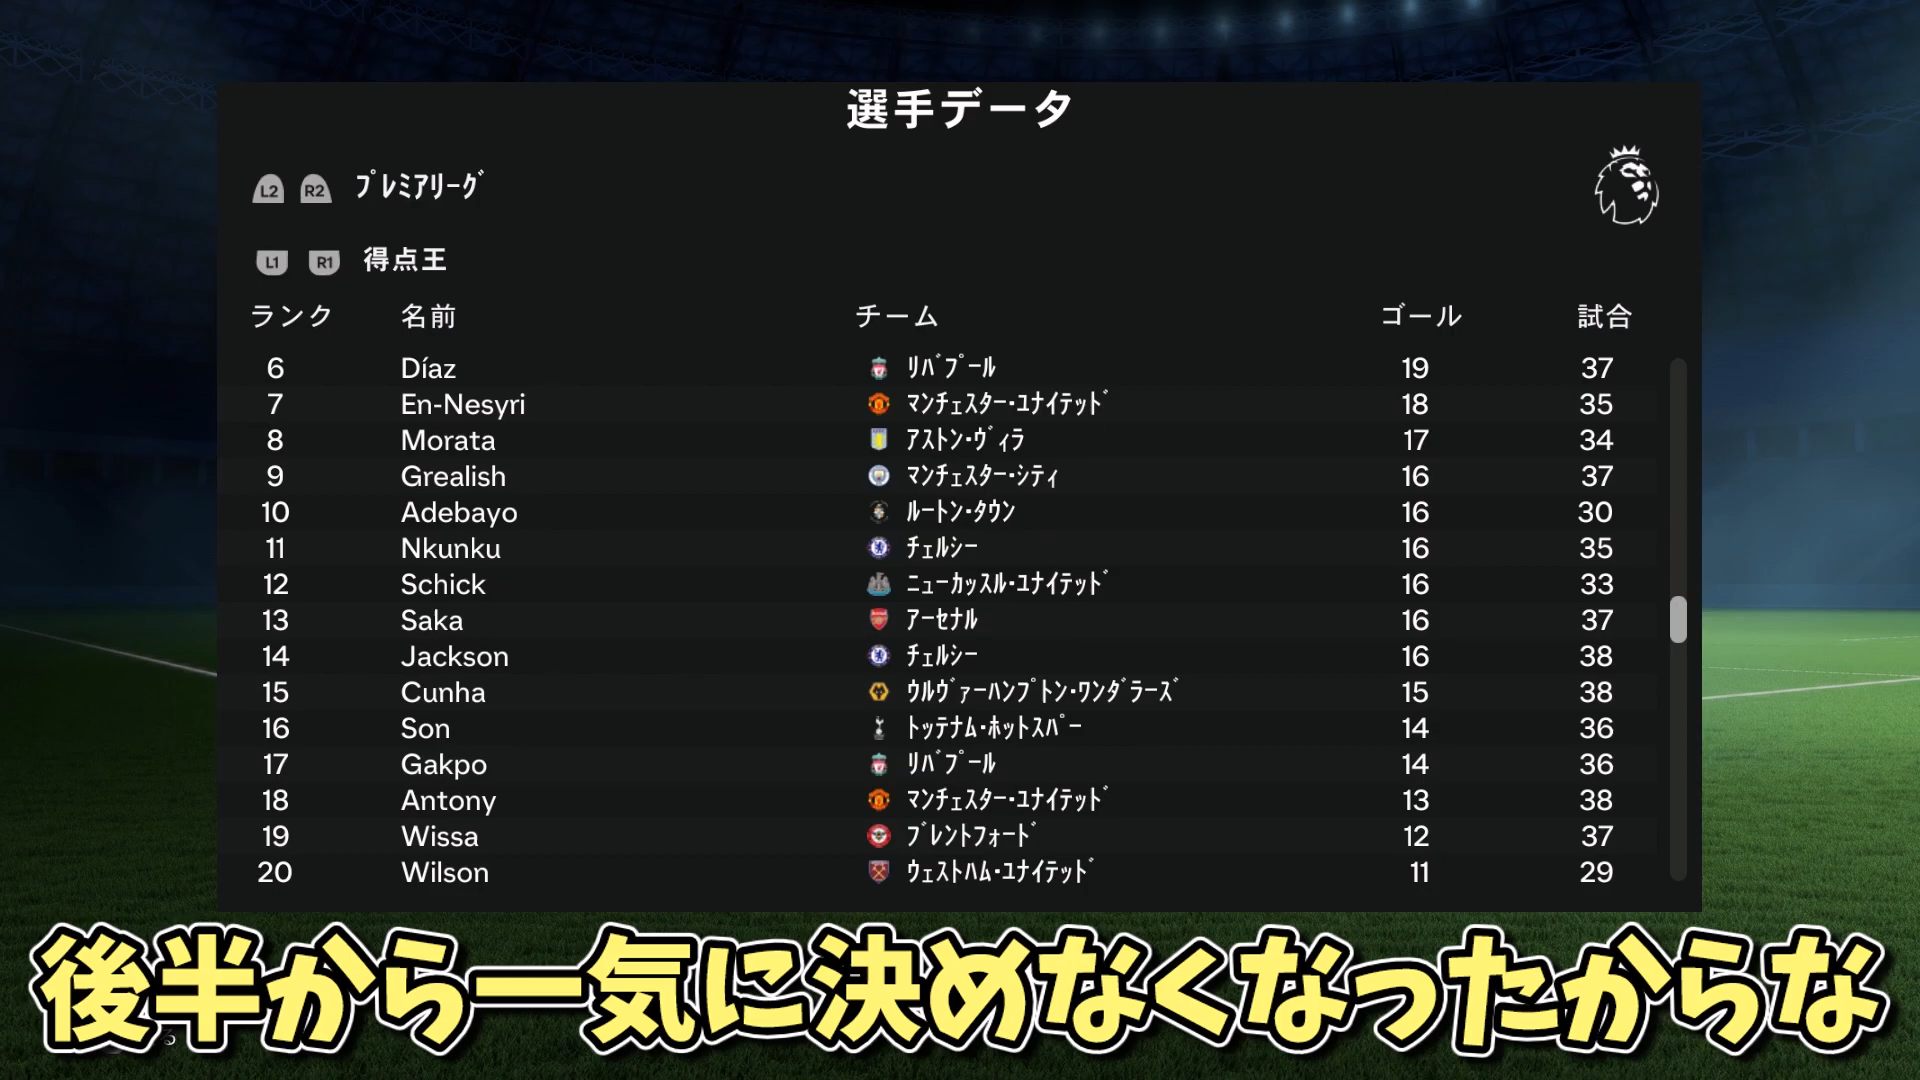 選手データ
L2 R2 ﾌﾟﾚﾐｱﾘｰｸﾞ
L1 R1 得点王
ランク 名前 チーム ゴール 試合
6 Díaz ﾘﾊﾞﾌﾟｰﾙ 19 37
7 En-Nesyri ﾏﾝﾁｪｽﾀｰ･ﾕﾅｲﾃｯﾄﾞ 18 35
8 Morata ｱｽﾄﾝ･ｳﾞｨﾗ 17 34
9 Grealish ﾏﾝﾁｪｽﾀｰ･ｼﾃｨ 16 37
10 Adebayo ﾙｰﾄﾝ･ﾀｳﾝ 16 30
11 Nkunku ﾁｪﾙｼｰ 16 35
12 Schick ﾆｭｰｶｯｽﾙ･ﾕﾅｲﾃｯﾄﾞ 16 33
13 Saka ｱｰｾﾅﾙ 16 37
14 Jackson ﾁｪﾙｼｰ 16 38
15 Cunha ｳﾙｳﾞｧｰﾊﾝﾌﾟﾄﾝ･ﾜﾝﾀﾞﾗｰｽﾞ 15 38
16 Son ﾄｯﾃﾅﾑ･ﾎｯﾄｽﾊﾟｰ 14 36
17 Gakpo ﾘﾊﾞﾌﾟｰﾙ 14 36
18 Antony ﾏﾝﾁｪｽﾀｰ･ﾕﾅｲﾃｯﾄﾞ 13 38
19 Wissa ﾌﾞﾚﾝﾄﾌｫｰﾄﾞ 12 37
20 Wilson ｳｪｽﾄﾊﾑ･ﾕﾅｲﾃｯﾄﾞ 11 29
後半から一気に決めなくなったからな